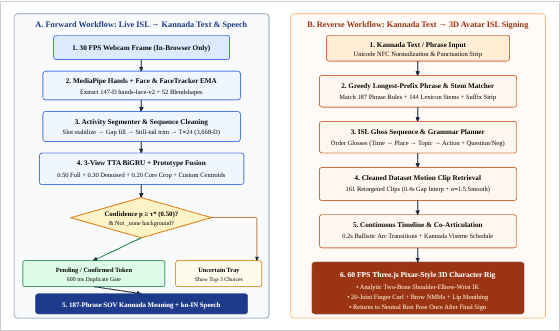 A. Forward Workflow: Live ISL → Kannada Text & Speech
1. 30 FPS Webcam Frame (In-Browser Only)
2. MediaPipe Hands + Face & FaceTracker EMA
Extract 147-D hands-face-v2 + 52 Blendshapes
3. Activity Segmenter & Sequence Cleaning
Slot stabilize → Gap fill → Still-tail trim → T=24 (3,668-D)
4. 3-View TTA BiGRU + Prototype Fusion
0.50 Full + 0.30 Denoised + 0.20 Core Crop + Custom Centroids
Confidence p ≥ τ* (0.50)?
& Not _none background?
Pending / Confirmed Token
600 ms Duplicate Gate
Uncertain Tray
Show Top-3 Choices
5. 187-Phrase SOV Kannada Meaning + kn-IN Speech
B. Reverse Workflow: Kannada Text → 3D Avatar ISL Signing
1. Kannada Text / Phrase Input
Unicode NFC Normalization & Punctuation Strip
2. Greedy Longest-Prefix Phrase & Stem Matcher
Match 187 Phrase Rules + 144 Lexicon Stems + Suffix Strip
3. ISL Gloss Sequence & Grammar Planner
Order Glosses (Time → Place → Topic → Action + Question/Neg)
4. Cleaned Dataset Motion Clip Retrieval
161 Retargeted Clips (0.4s Gap Interp + σ=1.5 Smooth)
5. Continuous Timeline & Co-Articulation
0.2s Ballistic Arc Transitions + Kannada Viseme Schedule
6. 60 FPS Three.js Pixar-Style 3D Character Rig
• Analytic Two-Bone Shoulder-Elbow-Wrist IK
• 20-Joint Finger Curl + Brow NMMs + Lip Mouthing
• Returns to Neutral Rest Pose Once After Final Sign